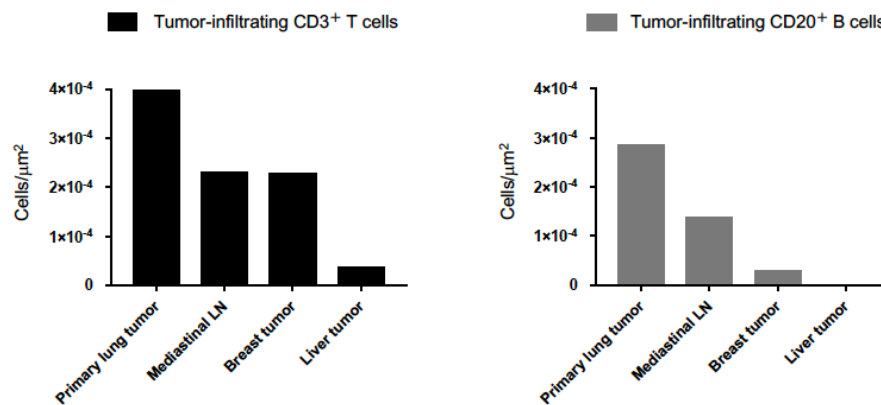 Tumor-infiltrating CD3⁺ T cells
Cells/μm²
4×10⁻⁴
3×10⁻⁴
2×10⁻⁴
1×10⁻⁴
0
Primary lung tumor
Mediastinal LN
Breast tumor
Liver tumor
Tumor-infiltrating CD20⁺ B cells
Cells/μm²
4×10⁻⁴
3×10⁻⁴
2×10⁻⁴
1×10⁻⁴
0
Primary lung tumor
Mediastinal LN
Breast tumor
Liver tumor